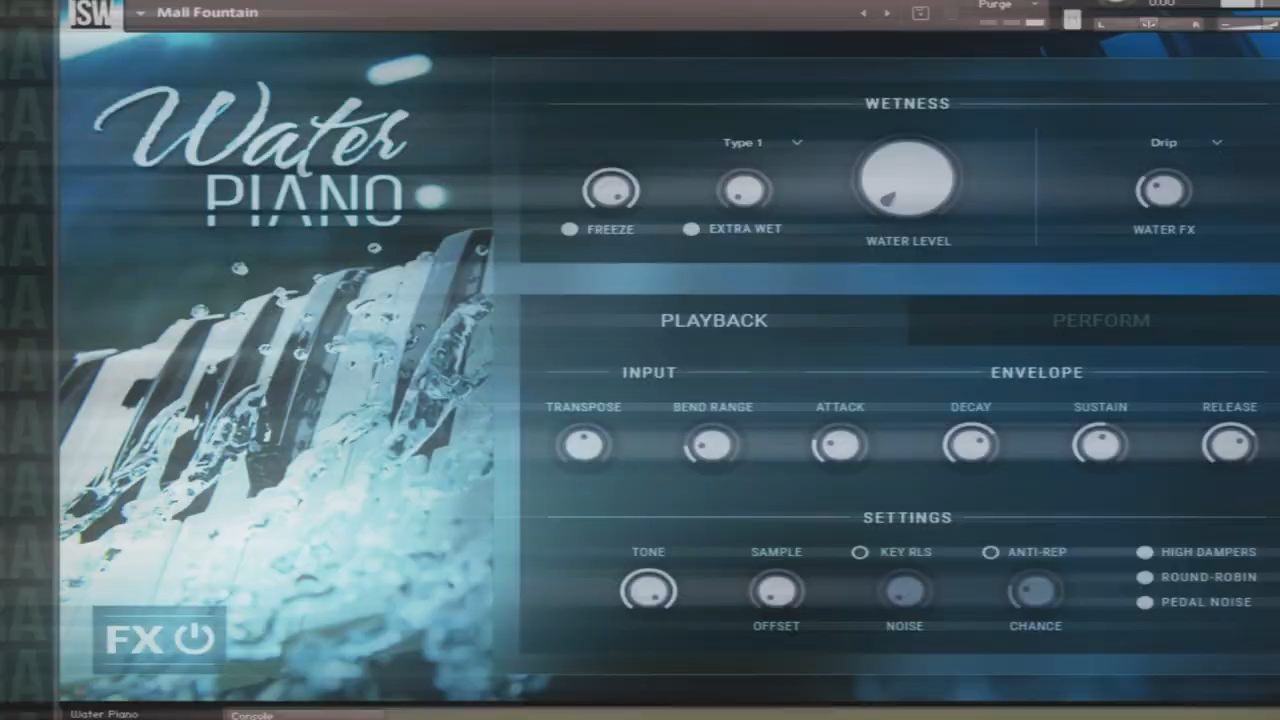 ISW
Mall Fountain
Purge
0.00
L R
Water
PIANO
WETNESS
Type 1
Drip
FREEZE
EXTRA WET
WATER LEVEL
WATER FX
PLAYBACK
PERFORM
INPUT
ENVELOPE
TRANSPOSE
BEND RANGE
ATTACK
DECAY
SUSTAIN
RELEASE
SETTINGS
TONE
SAMPLE
KEY RLS
ANTI-REP
HIGH DAMPERS
ROUND-ROBIN
PEDAL NOISE
OFFSET
NOISE
CHANCE
FX
Water Piano
Console